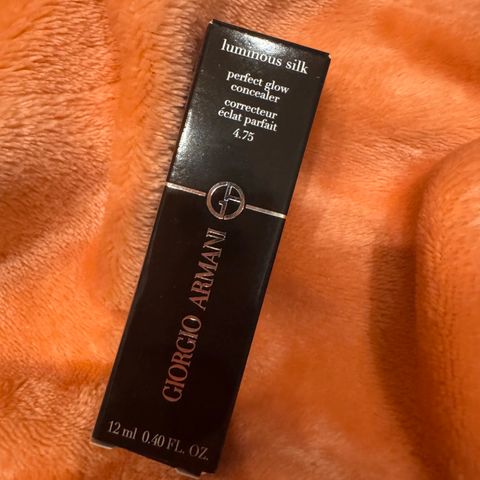 luminous silk
perfect glow
concealer
correcteur
éclat parfait
4.75
GIORGIO ARMANI
12 ml 0.40 FL. OZ.